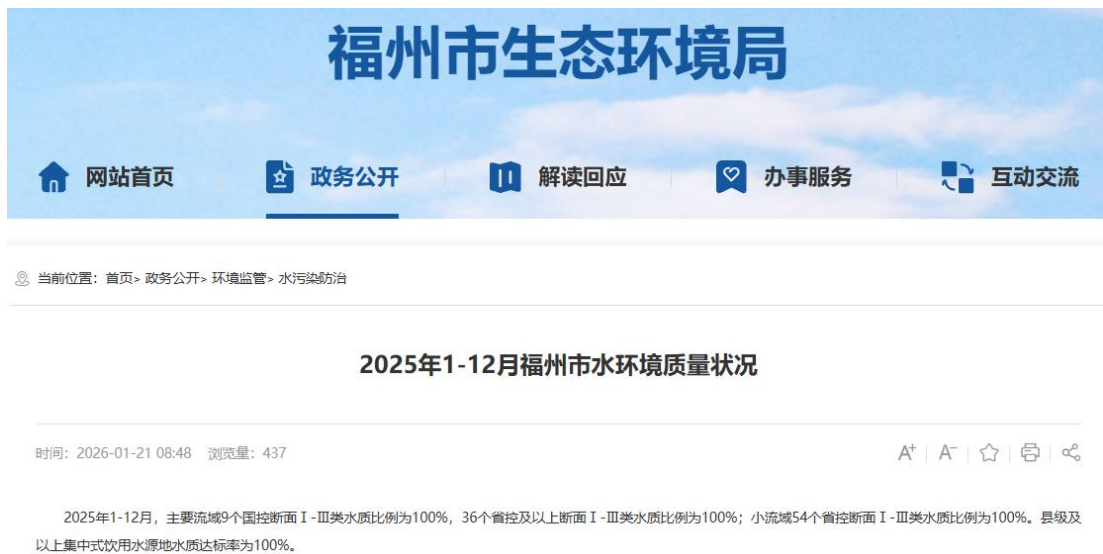 福州市生态环境局
网站首页 政务公开 解读回应 办事服务 互动交流
当前位置：首页> 政务公开> 环境监管> 水污染防治
2025年1-12月福州市水环境质量状况
时间：2026-01-21 08:48 浏览量：437 A⁺ A⁻
2025年1-12月，主要流域9个国控断面Ⅰ-Ⅲ类水质比例为100%，36个省控及以上断面Ⅰ-Ⅲ类水质比例为100%；小流域54个省控断面Ⅰ-Ⅲ类水质比例为100%。县级及
以上集中式饮用水源地水质达标率为100%。